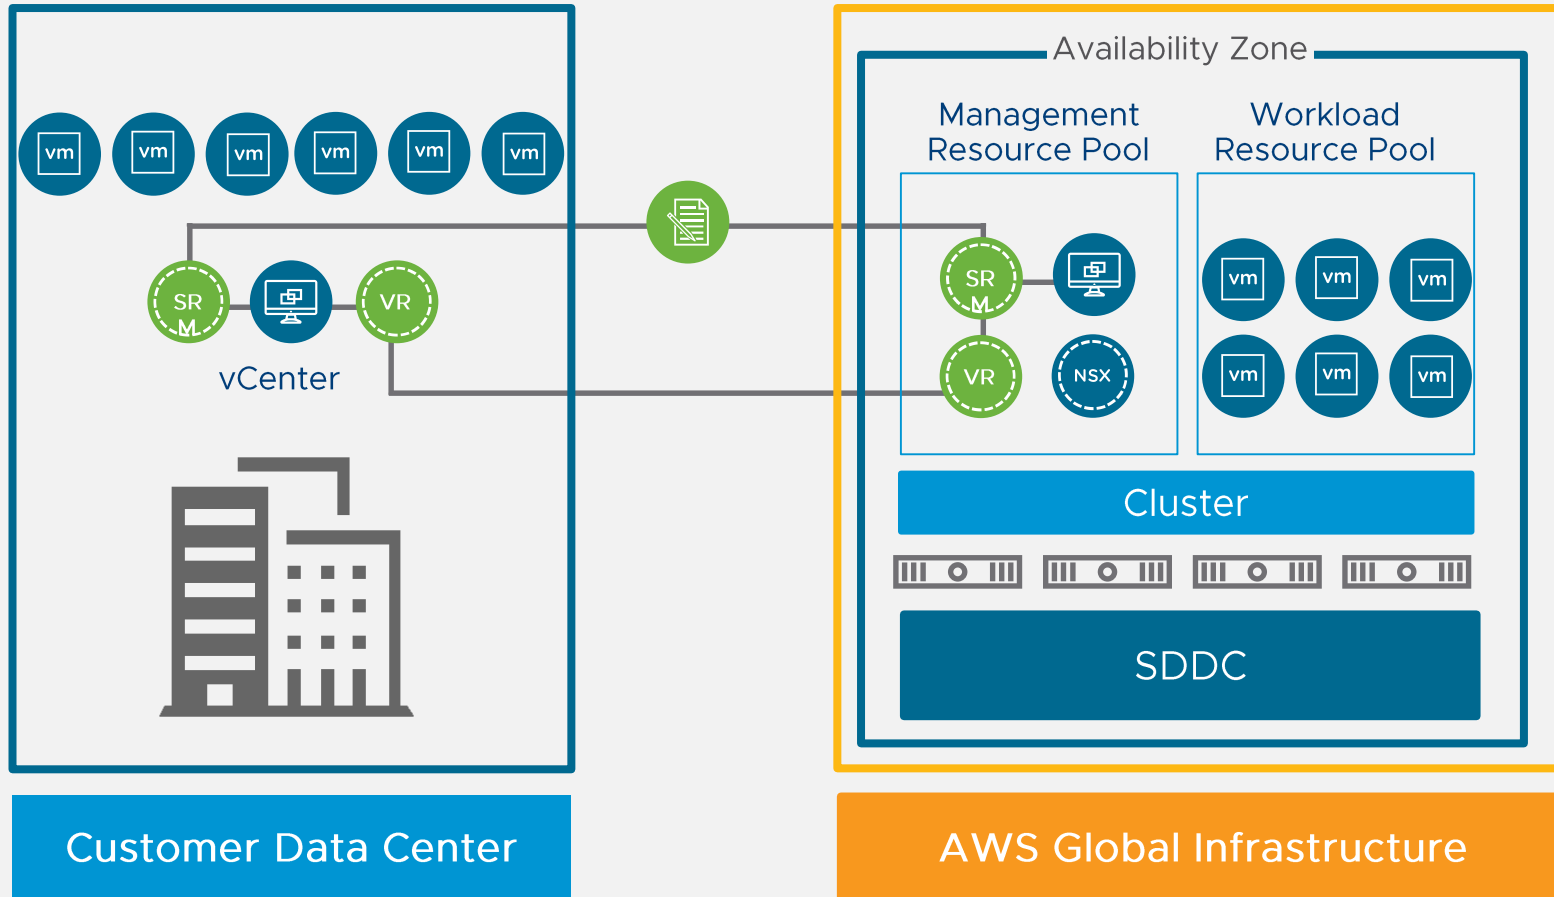 Availability Zone
Management
Resource Pool
Workload
Resource Pool
vm vm vm vm vm vm
SR
M
VR
vCenter
SR
M
VR
NSX
vm vm vm
vm vm vm
Cluster
SDDC
Customer Data Center
AWS Global Infrastructure